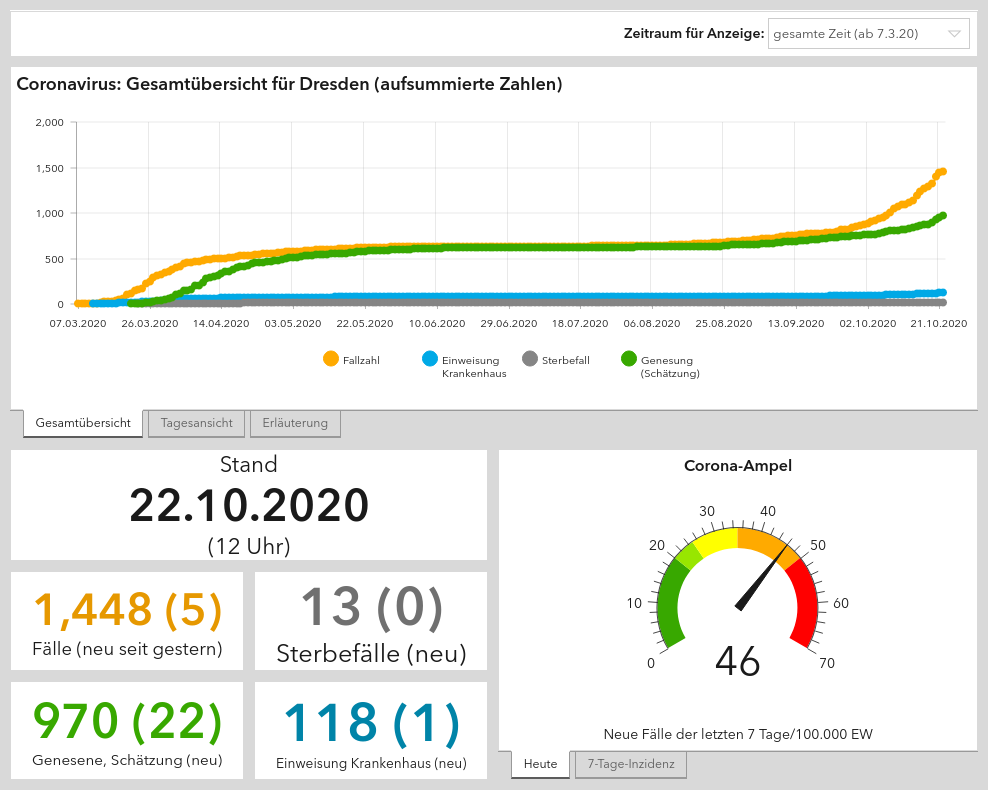 Zeitraum für Anzeige: gesamte Zeit (ab 7.3.20)
Coronavirus: Gesamtübersicht für Dresden (aufsummierte Zahlen)
2,000
1,500
1,000
500
0
07.03.2020 26.03.2020 14.04.2020 03.05.2020 22.05.2020 10.06.2020 29.06.2020 18.07.2020 06.08.2020 25.08.2020 13.09.2020 02.10.2020 21.10.2020
Fallzahl Einweisung Sterbefall Genesung
Krankenhaus (Schätzung)
Gesamtübersicht Tagesansicht Erläuterung
Stand
22.10.2020
(12 Uhr)
1,448 (5)
Fälle (neu seit gestern)
13 (0)
Sterbefälle (neu)
970 (22)
Genesene, Schätzung (neu)
118 (1)
Einweisung Krankenhaus (neu)
Corona-Ampel
30 40
20 50
10 60
0 70
46
Neue Fälle der letzten 7 Tage/100.000 EW
Heute 7-Tage-Inzidenz